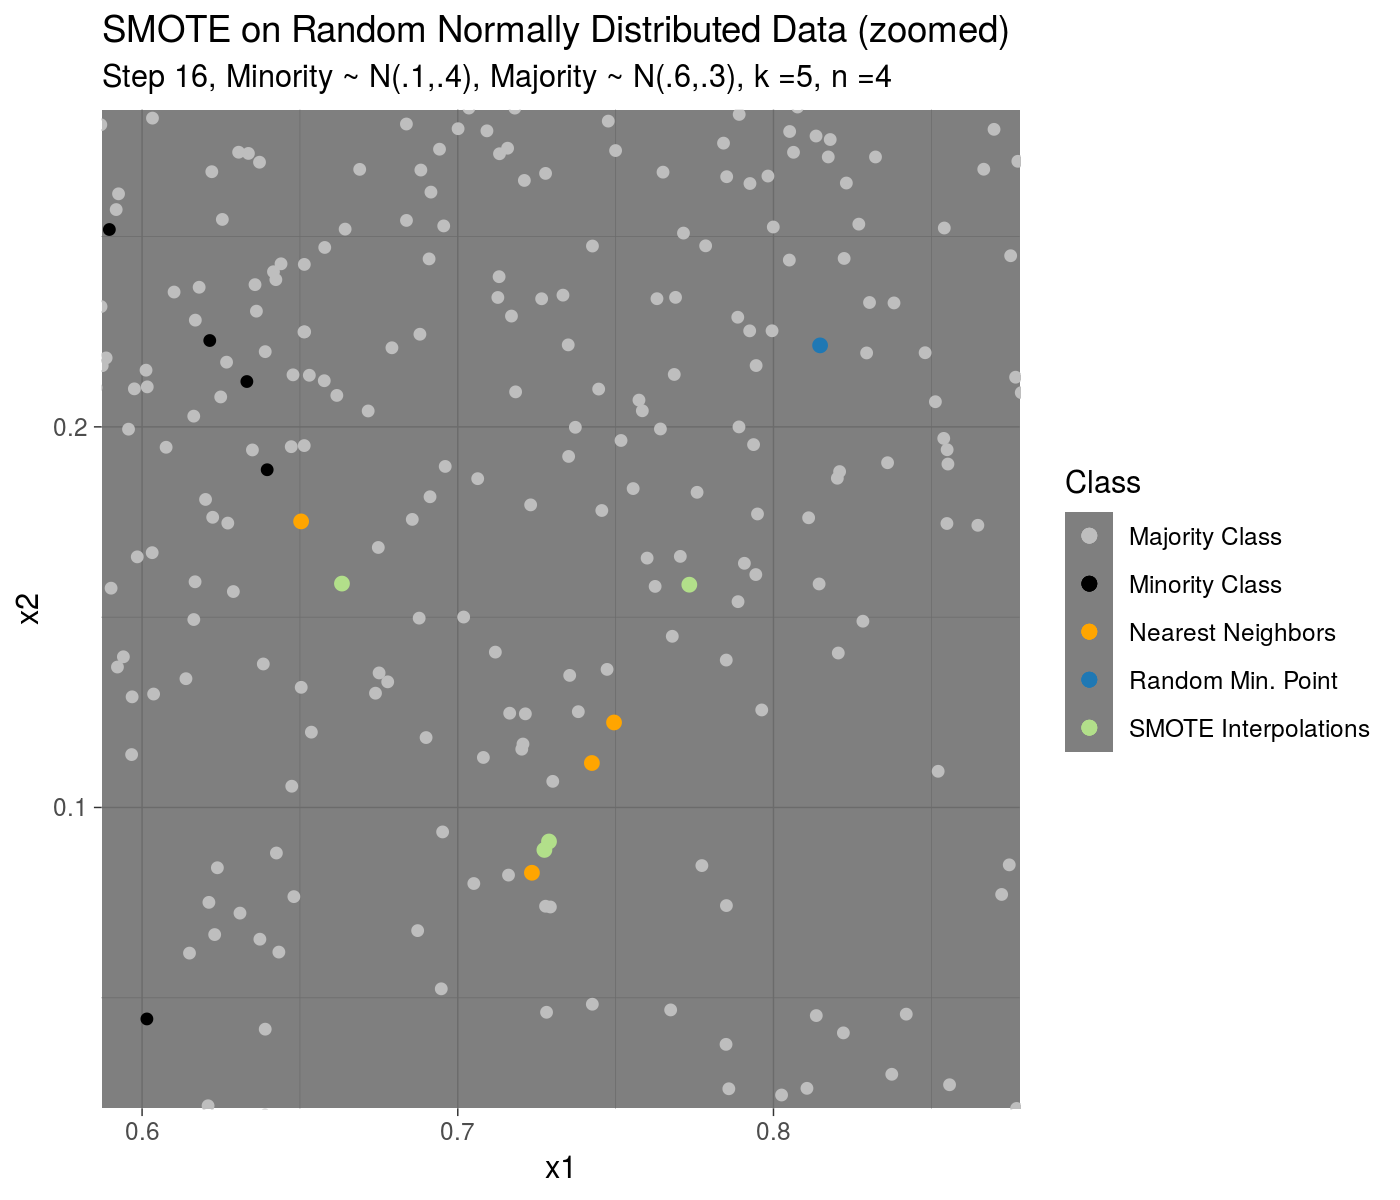 SMOTE on Random Normally Distributed Data (zoomed)
Step 16, Minority ~ N(.1,.4), Majority ~ N(.6,.3), k =5, n =4
x2
0.2
0.1
0.6
0.7
0.8
x1
Class
Majority Class
Minority Class
Nearest Neighbors
Random Min. Point
SMOTE Interpolations